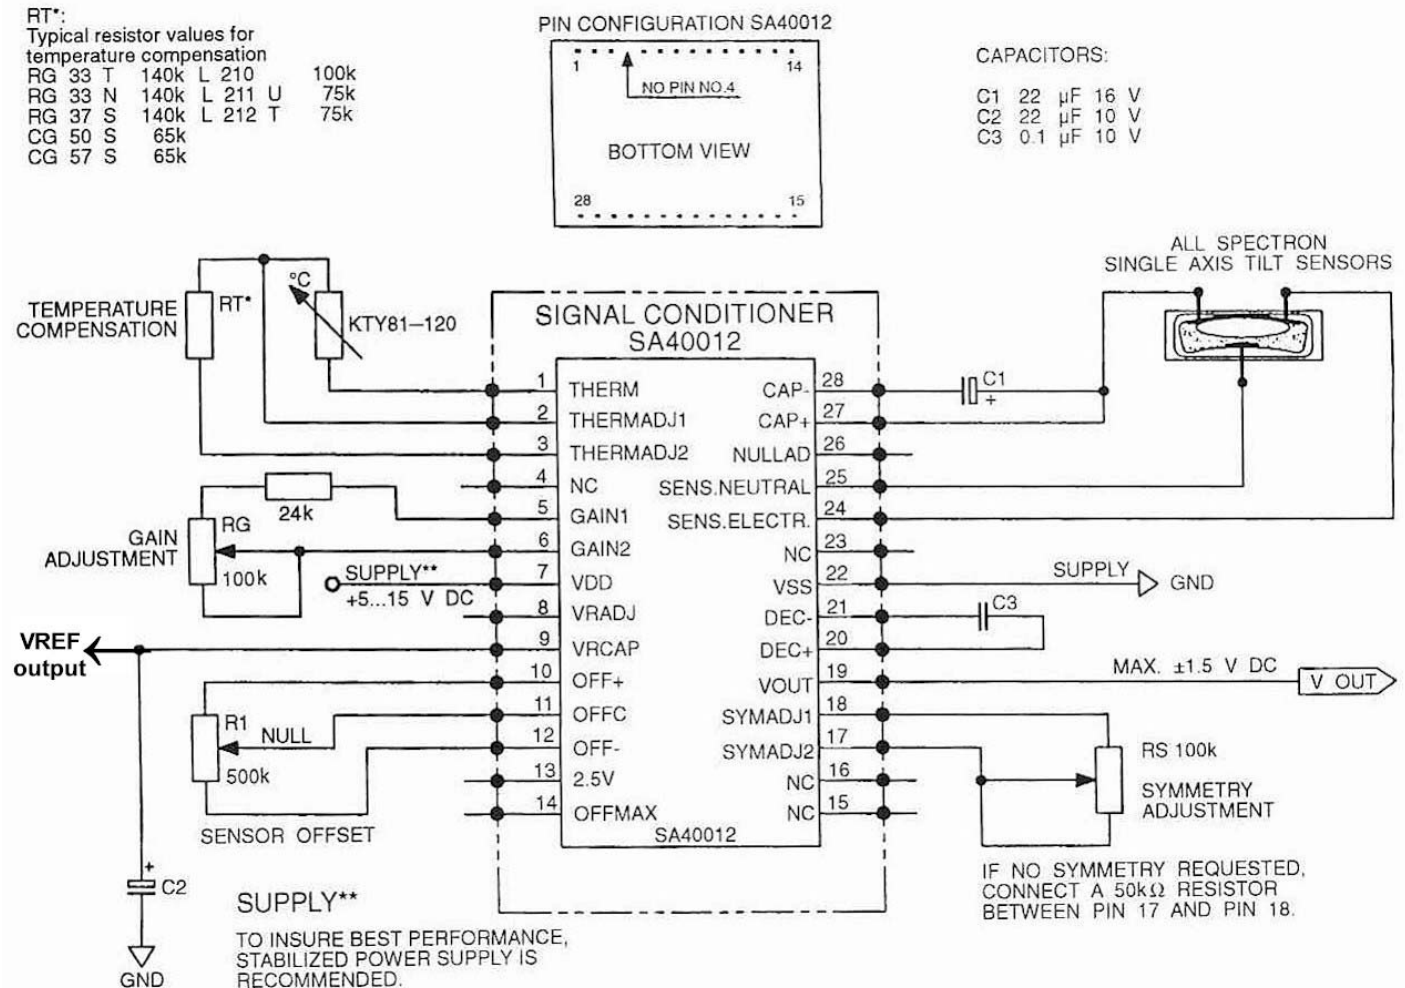 RT*:
Typical resistor values for
temperature compensation
RG 33 T 140k L 210 100k
RG 33 N 140k L 211 U 75k
RG 37 S 140k L 212 T 75k
CG 50 S 65k
CG 57 S 65k
PIN CONFIGURATION SA40012
1 14
NO PIN NO.4
BOTTOM VIEW
28 15
CAPACITORS:
C1 22 µF 16 V
C2 22 µF 10 V
C3 0.1 µF 10 V
ALL SPECTRON
SINGLE AXIS TILT SENSORS
TEMPERATURE
COMPENSATION
RT*
°C
KTY81–120
SIGNAL CONDITIONER
SA40012
1 THERM
2 THERMADJ1
3 THERMADJ2
4 NC
5 GAIN1
6 GAIN2
7 VDD
8 VRADJ
9 VRCAP
10 OFF+
11 OFFC
12 OFF-
13 2.5V
14 OFFMAX
CAP- 28
CAP+ 27
NULLAD 26
SENS.NEUTRAL 25
SENS.ELECTR. 24
NC 23
VSS 22
DEC- 21
DEC+ 20
VOUT 19
SYMADJ1 18
SYMADJ2 17
NC 16
NC 15
SA40012
24k
GAIN
ADJUSTMENT
RG
100k
SUPPLY**
+5...15 V DC
VREF
output
R1
NULL
500k
SENSOR OFFSET
+
C2
GND
SUPPLY**
TO INSURE BEST PERFORMANCE,
STABILIZED POWER SUPPLY IS
RECOMMENDED.
C1
+
SUPPLY
GND
C3
MAX. ±1.5 V DC
V OUT
RS 100k
SYMMETRY
ADJUSTMENT
IF NO SYMMETRY REQUESTED,
CONNECT A 50kΩ RESISTOR
BETWEEN PIN 17 AND PIN 18.